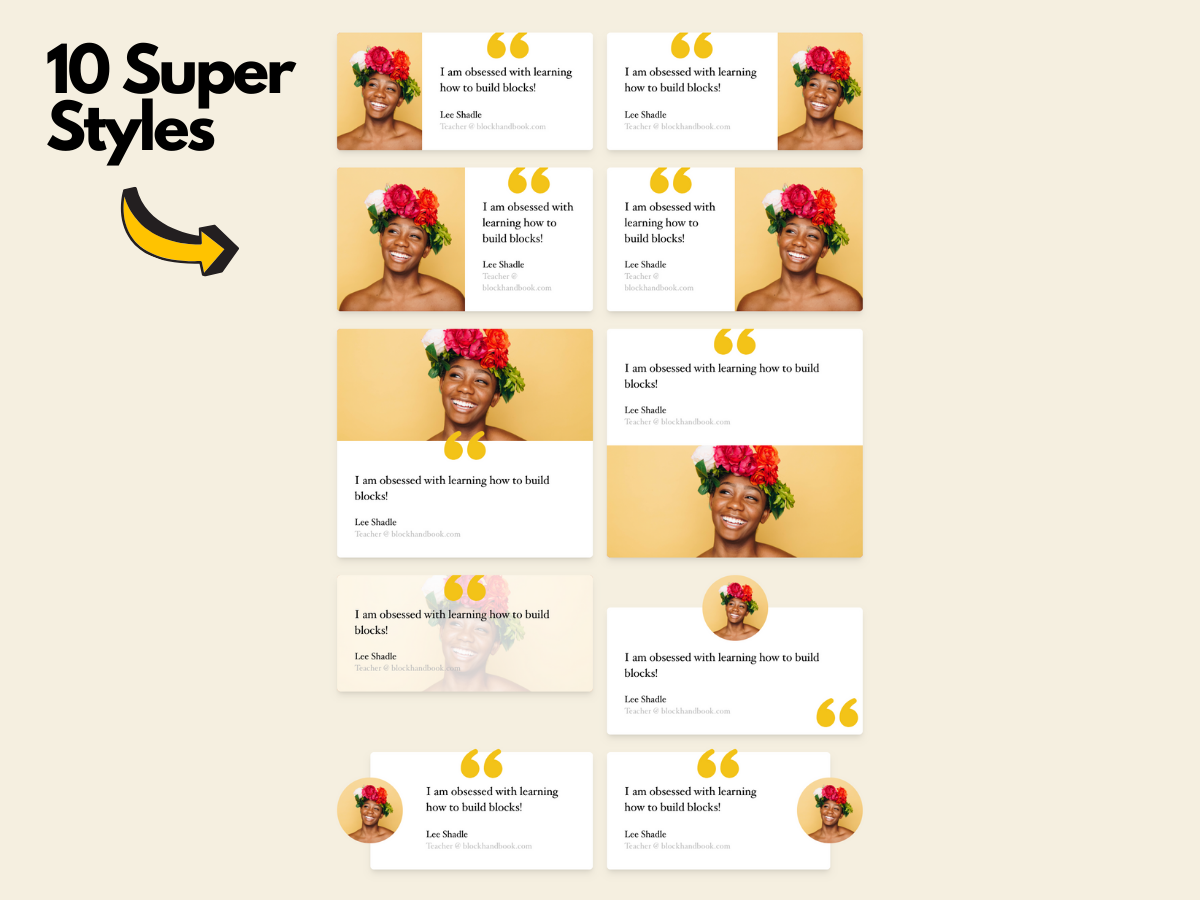 10 Super
Styles
“
I am obsessed with learning
how to build blocks!
Lee Shadle
Teacher @ blockhandbook.com
“
I am obsessed with learning
how to build blocks!
Lee Shadle
Teacher @ blockhandbook.com
“
I am obsessed with
learning how to
build blocks!
Lee Shadle
Teacher @
blockhandbook.com
“
I am obsessed with
learning how to
build blocks!
Lee Shadle
Teacher @
blockhandbook.com
“
I am obsessed with learning how to build
blocks!
Lee Shadle
Teacher @ blockhandbook.com
“
I am obsessed with learning how to build
blocks!
Lee Shadle
Teacher @ blockhandbook.com
“
I am obsessed with learning how to build
blocks!
Lee Shadle
Teacher @ blockhandbook.com
I am obsessed with learning how to build
blocks!
Lee Shadle
Teacher @ blockhandbook.com
“
“
I am obsessed with learning
how to build blocks!
Lee Shadle
Teacher @ blockhandbook.com
“
I am obsessed with learning
how to build blocks!
Lee Shadle
Teacher @ blockhandbook.com